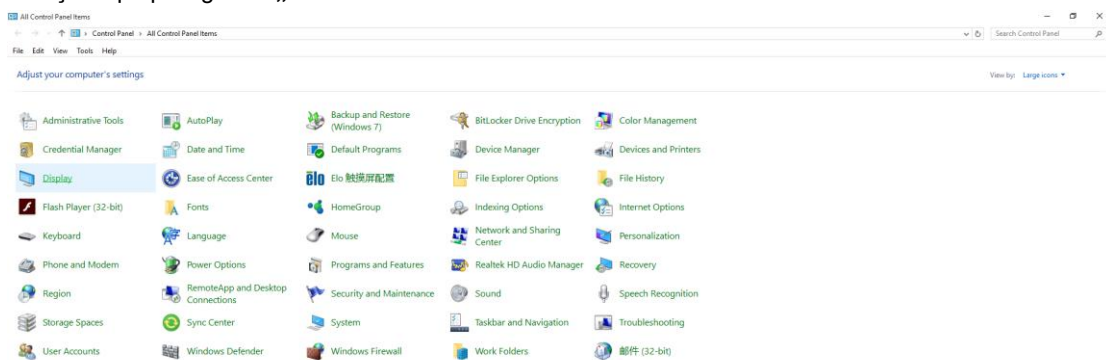 All Control Panel Items
Control Panel > All Control Panel Items
Search Control Panel
File Edit View Tools Help
Adjust your computer's settings
View by: Large icons
Administrative Tools
AutoPlay
Backup and Restore
(Windows 7)
BitLocker Drive Encryption
Color Management
Credential Manager
Date and Time
Default Programs
Device Manager
Devices and Printers
Display
Ease of Access Center
elo Elo 触摸屏配置
File Explorer Options
File History
Flash Player (32-bit)
Fonts
HomeGroup
Indexing Options
Internet Options
Keyboard
Language
Mouse
Network and Sharing
Center
Personalization
Phone and Modem
Power Options
Programs and Features
Realtek HD Audio Manager
Recovery
Region
RemoteApp and Desktop
Connections
Security and Maintenance
Sound
Speech Recognition
Storage Spaces
Sync Center
System
Taskbar and Navigation
Troubleshooting
User Accounts
Windows Defender
Windows Firewall
Work Folders
邮件 (32-bit)